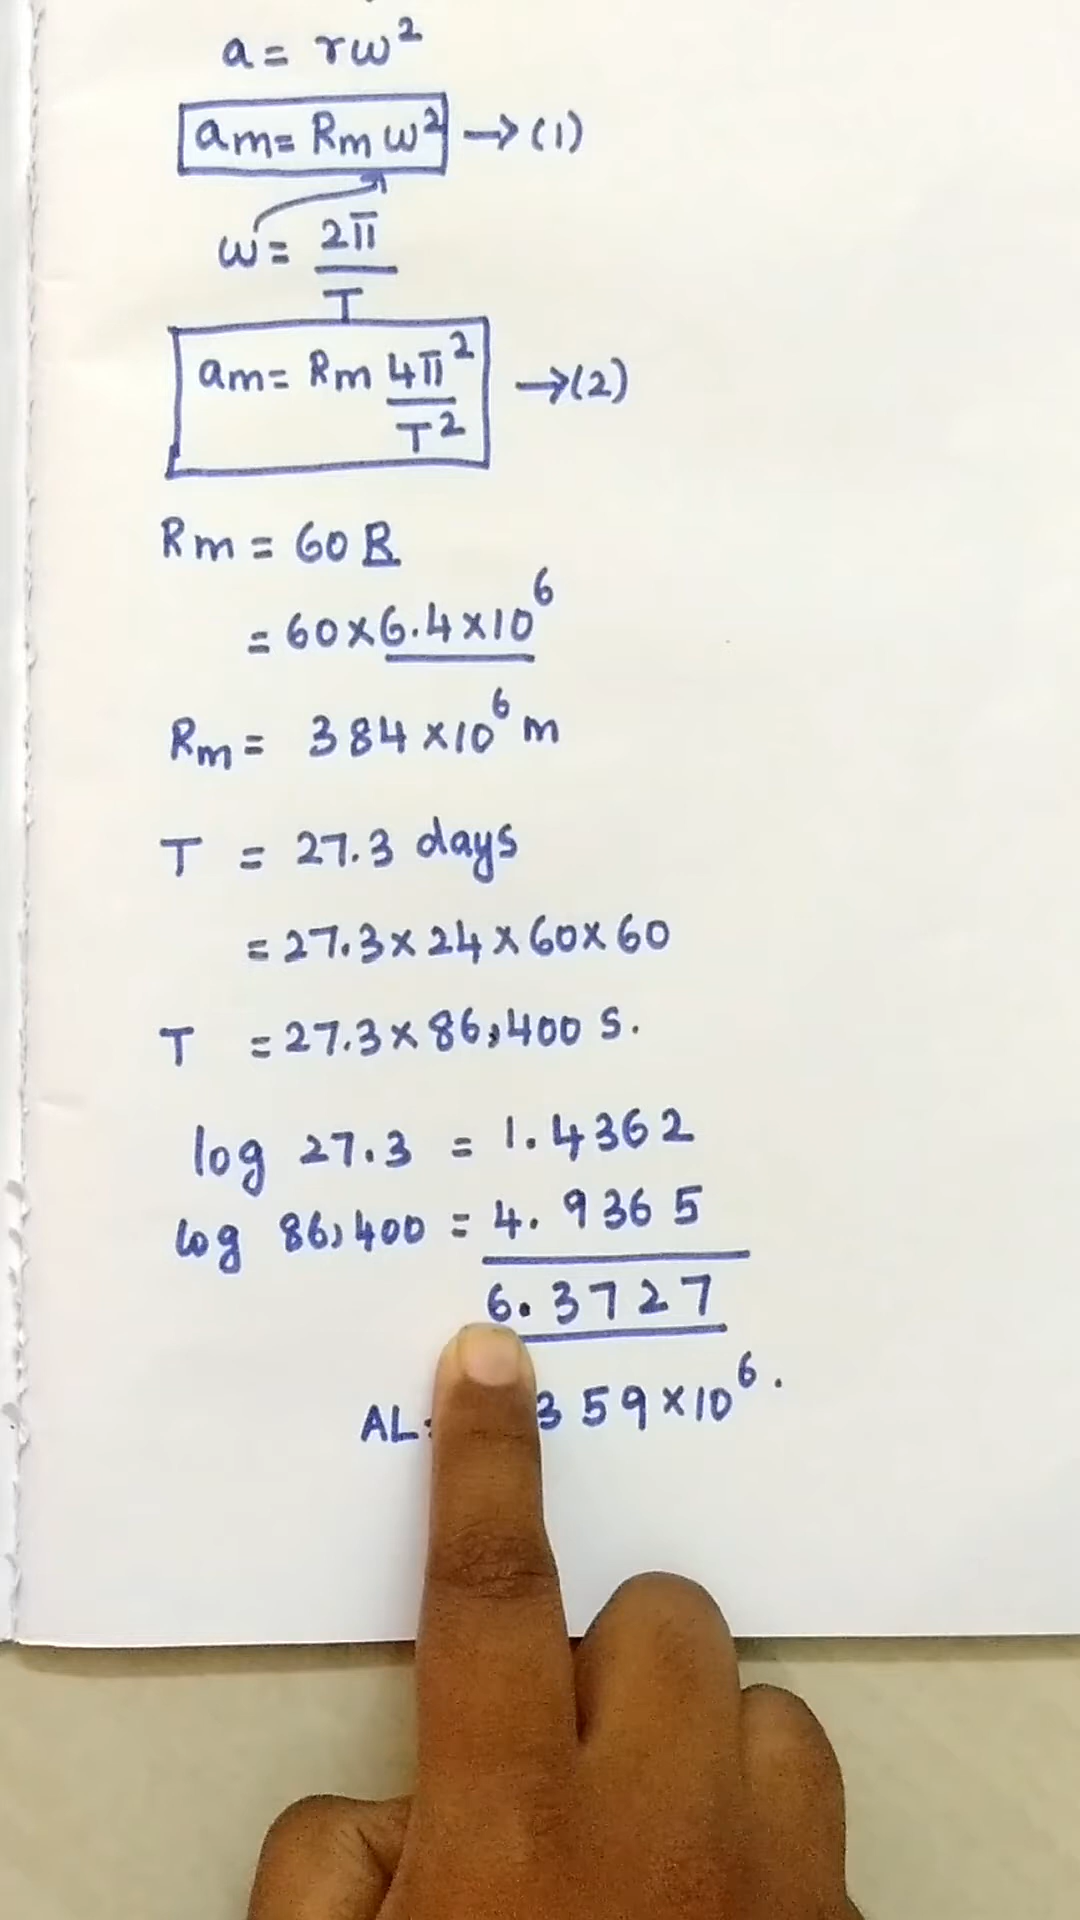 a = rω²
am = Rm ω² → (1)
ω = 2π/T
am = Rm 4π²/T² → (2)
Rm = 60 R
= 60 × 6.4 × 10⁶
Rm = 384 × 10⁶ m
T = 27.3 days
= 27.3 × 24 × 60 × 60
T = 27.3 × 86,400 s.
log 27.3 = 1.4362
log 86,400 = 4.9365
6.3727
AL: 359 × 10⁶.